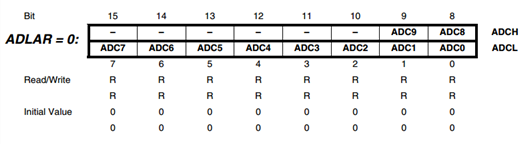 Bit 15 14 13 12 11 10 9 8
ADLAR = 0: – – – – – – ADC9 ADC8 ADCH
ADC7 ADC6 ADC5 ADC4 ADC3 ADC2 ADC1 ADC0 ADCL
7 6 5 4 3 2 1 0
Read/Write R R R R R R R R
R R R R R R R R
Initial Value 0 0 0 0 0 0 0 0
0 0 0 0 0 0 0 0